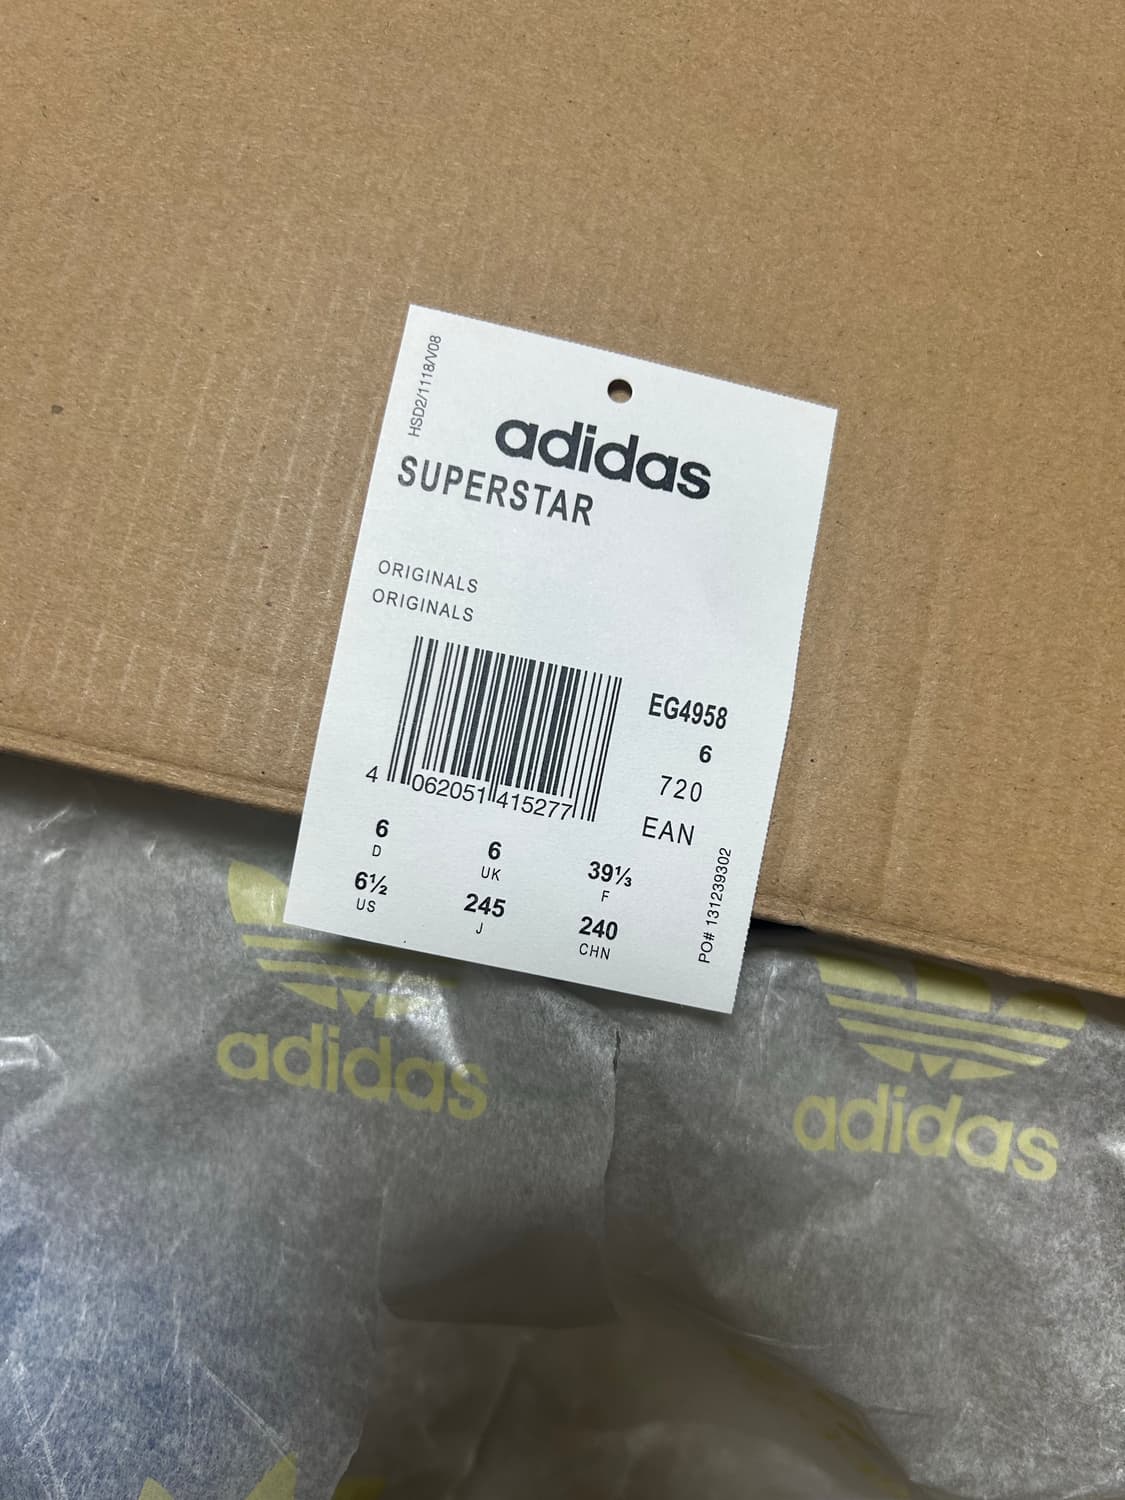 HSD2/1118/V08
adidas
SUPERSTAR
ORIGINALS
ORIGINALS
EG4958
6
720
EAN
4 062051 415277
6 6 39⅓
D UK F
6½ 245 240
US J CHN
PO# 131239302
adidas
adidas